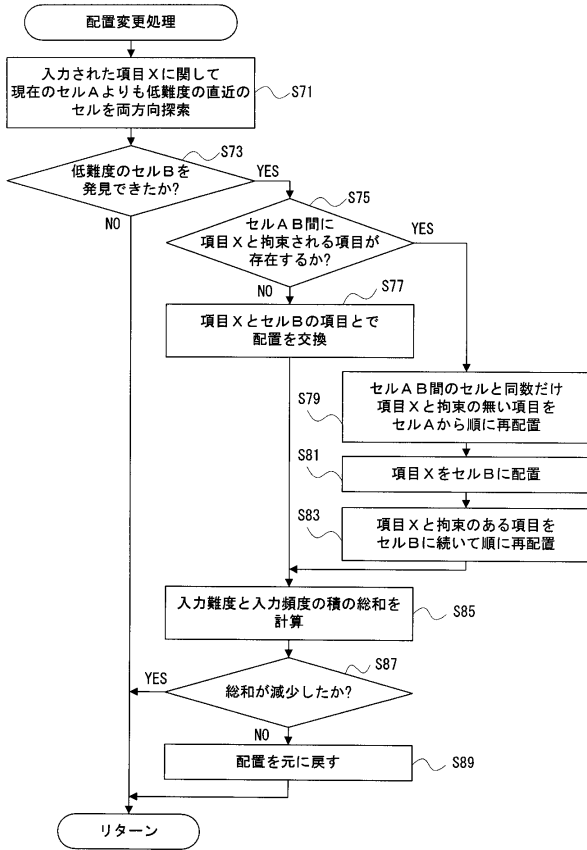 配置変更処理
入力された項目Xに関して
現在のセルAよりも低難度の直近の
セルを両方向探索
S71
S73
低難度のセルBを
発見できたか?
YES
NO
S75
セルAB間に
項目Xと拘束される項目が
存在するか?
YES
NO
S77
項目XとセルBの項目とで
配置を交換
S79
セルAB間のセルと同数だけ
項目Xと拘束の無い項目を
セルAから順に再配置
S81
項目XをセルBに配置
S83
項目Xと拘束のある項目を
セルBに続いて順に再配置
入力難度と入力頻度の積の総和を
計算
S85
S87
YES
総和が減少したか?
NO
配置を元に戻す
S89
リターン